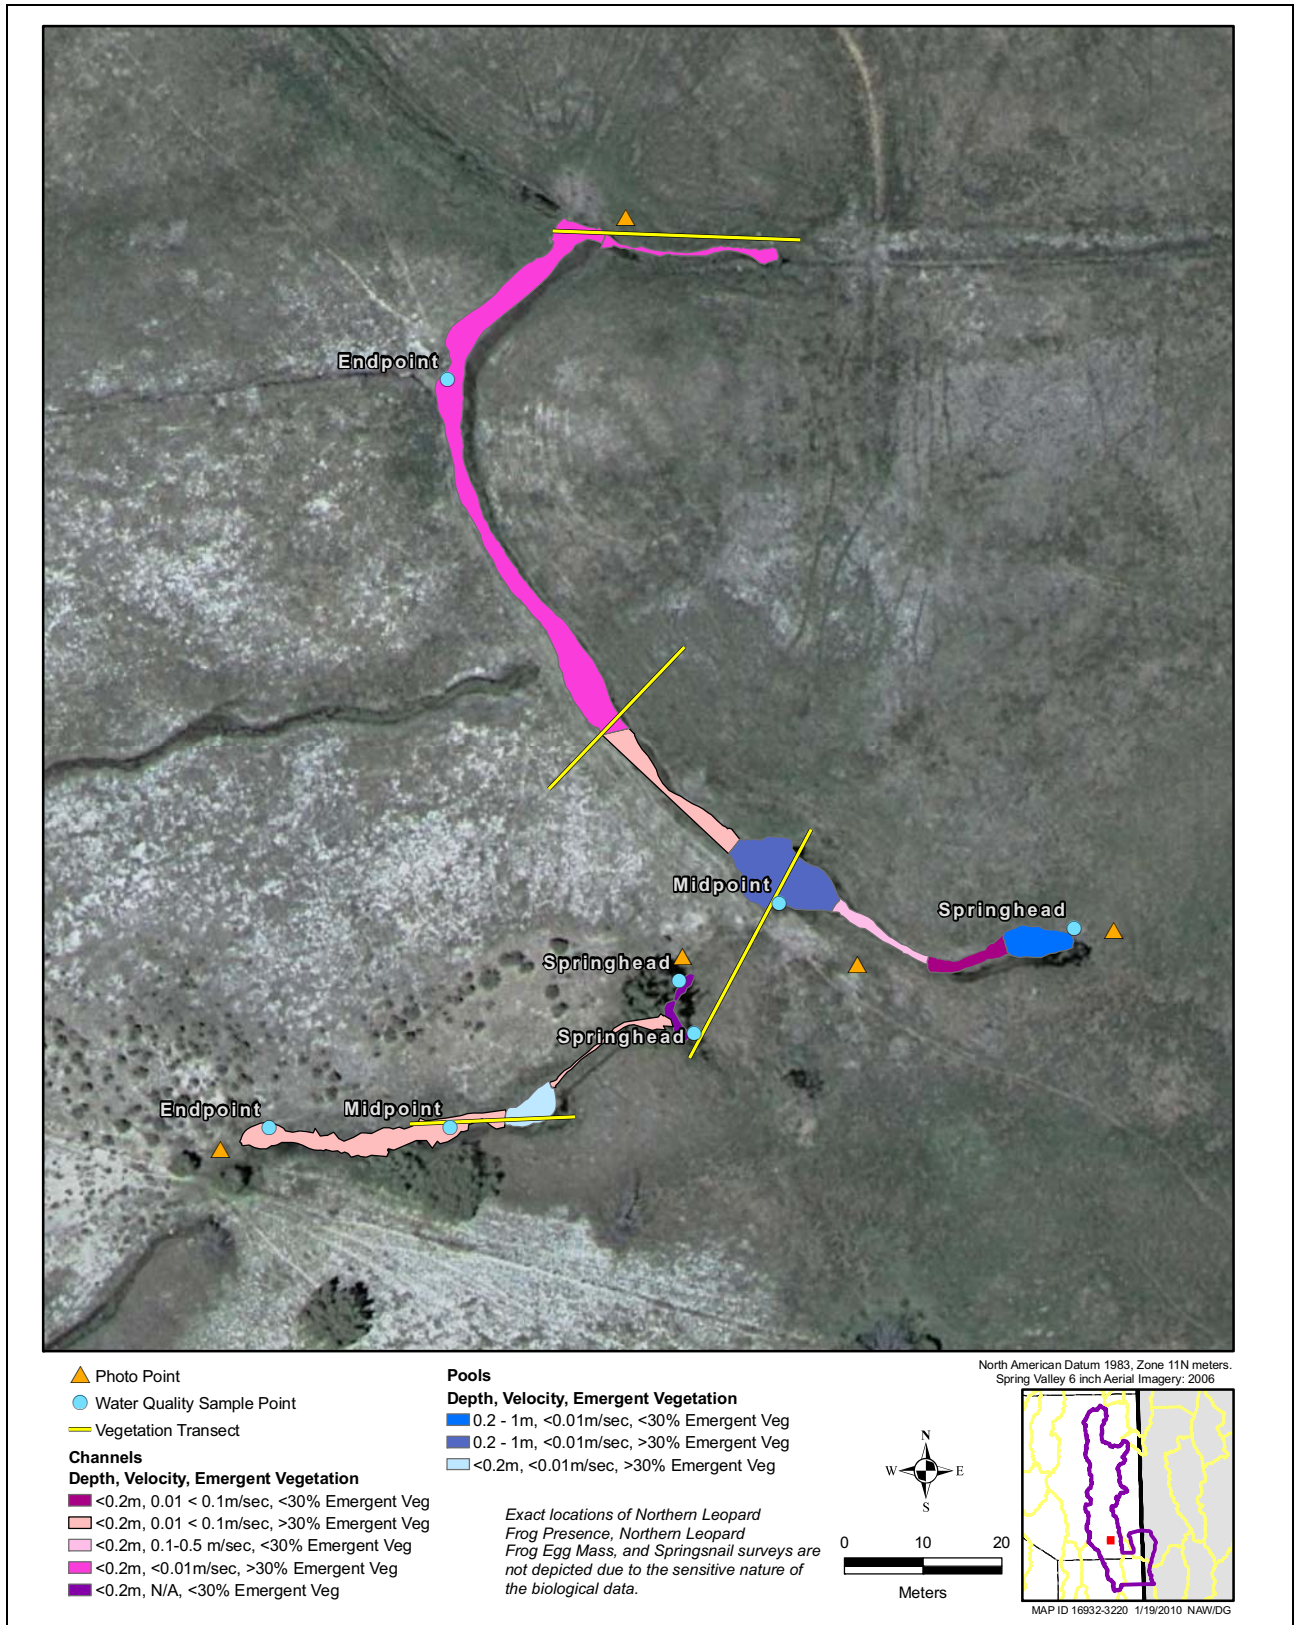 Endpoint
Midpoint
Springhead
Springhead
Springhead
Endpoint
Midpoint
Photo Point
Water Quality Sample Point
Vegetation Transect
Channels
Depth, Velocity, Emergent Vegetation
<0.2m, 0.01 < 0.1m/sec, <30% Emergent Veg
<0.2m, 0.01 < 0.1m/sec, >30% Emergent Veg
<0.2m, 0.1-0.5 m/sec, <30% Emergent Veg
<0.2m, <0.01m/sec, >30% Emergent Veg
<0.2m, N/A, <30% Emergent Veg
Pools
Depth, Velocity, Emergent Vegetation
0.2 - 1m, <0.01m/sec, <30% Emergent Veg
0.2 - 1m, <0.01m/sec, >30% Emergent Veg
<0.2m, <0.01m/sec, >30% Emergent Veg
Exact locations of Northern Leopard
Frog Presence, Northern Leopard
Frog Egg Mass, and Springsnail surveys are
not depicted due to the sensitive nature of
the biological data.
N
W E
S
0 10 20
Meters
North American Datum 1983, Zone 11N meters.
Spring Valley 6 inch Aerial Imagery: 2006
MAP ID 16932-3220 1/19/2010 NAW/DG